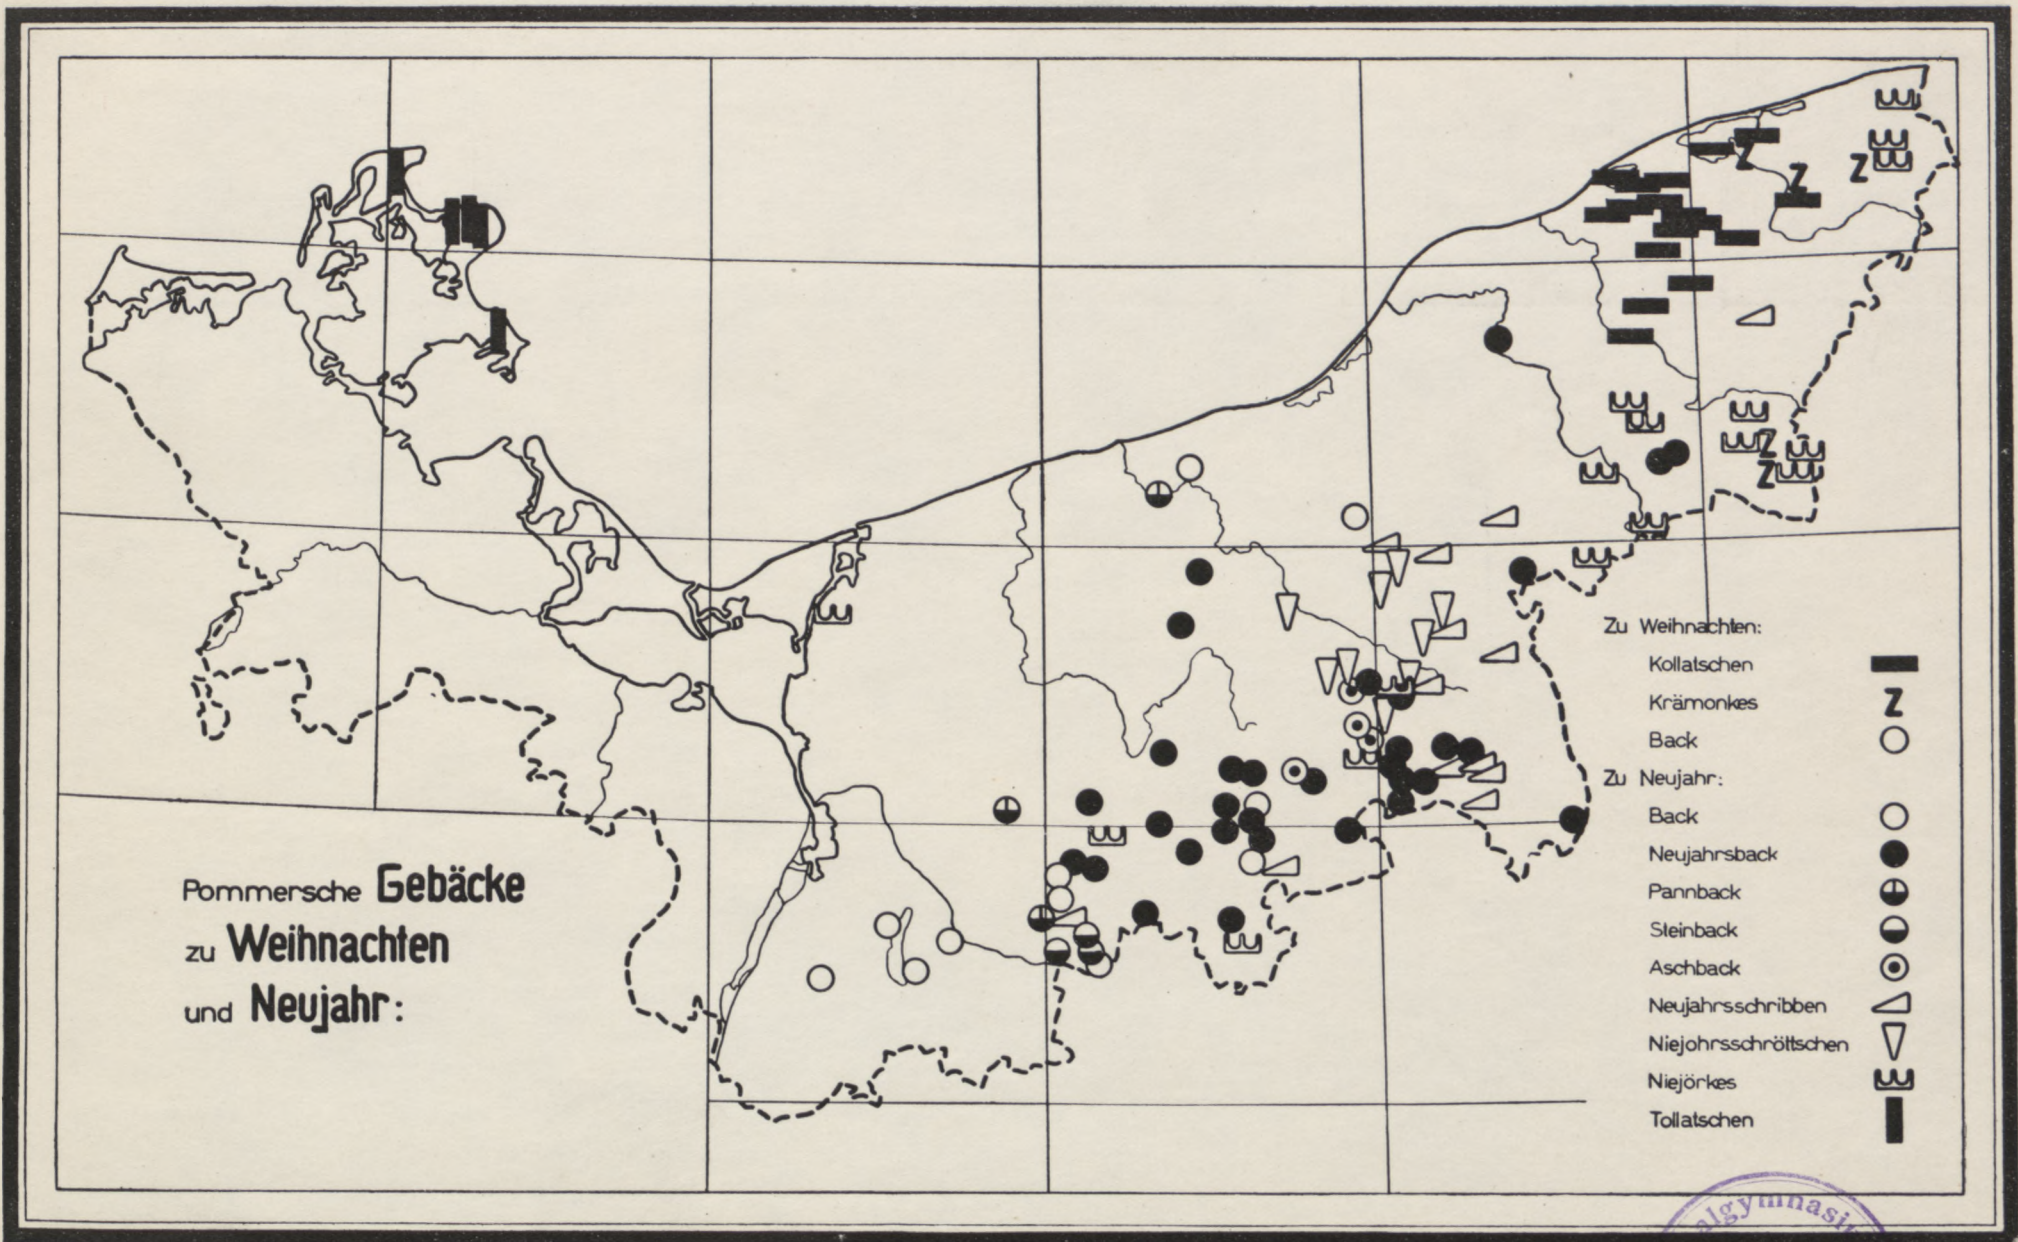 Pommersche Gebäcke
zu Weihnachten
und Neujahr:
Zu Weihnachten:
Kollatschen
Krämonkes
Back
Zu Neujahr:
Back
Neujahrsback
Pannback
Steinback
Aschback
Neujahrsschribben
Niejohrsschröttschen
Niejörkes
Tollatschen
algymnasi